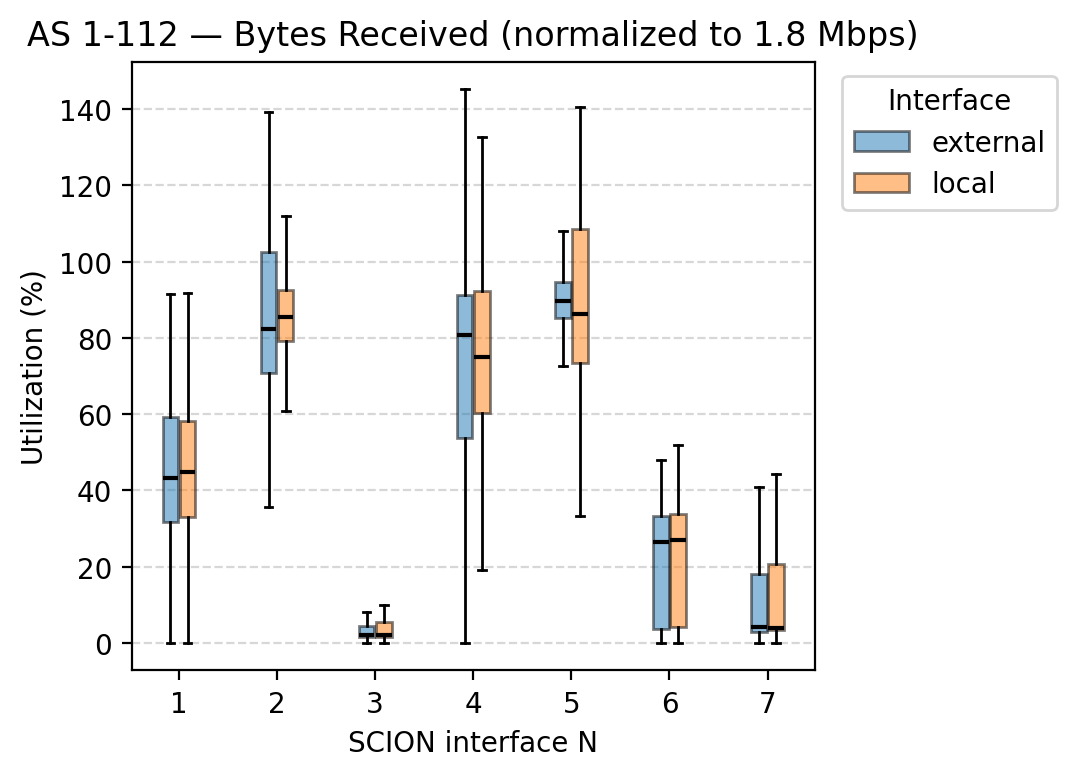 AS 1-112 — Bytes Received (normalized to 1.8 Mbps)
Interface
external
local
Utilization (%)
140
120
100
80
60
40
20
0
1 2 3 4 5 6 7
SCION interface N